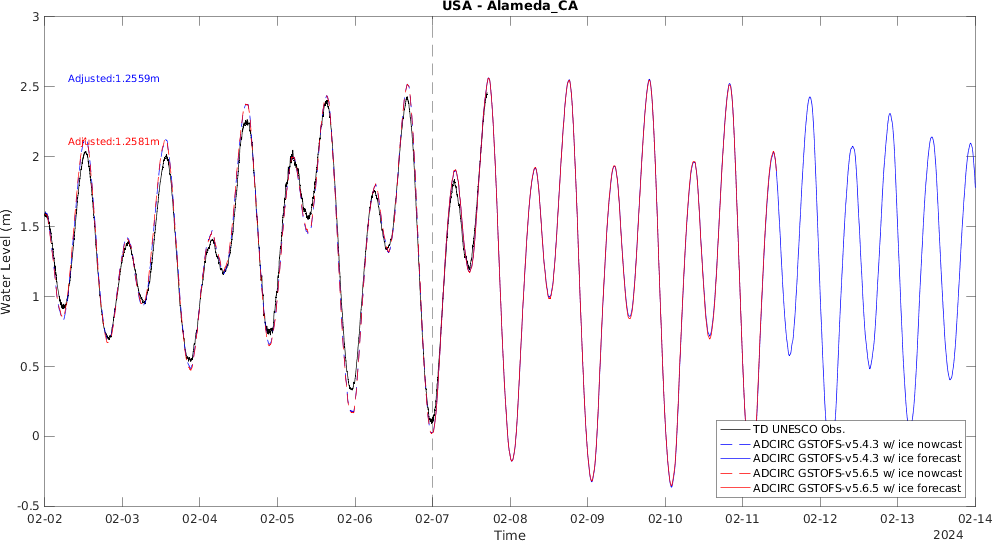 USA - Alameda_CA
3
2.5
2
1.5
1
0.5
0
-0.5
Water Level (m)
Adjusted:1.2559m
Adjusted:1.2581m
TD UNESCO Obs.
ADCIRC GSTOFS-v5.4.3 w/ ice nowcast
ADCIRC GSTOFS-v5.4.3 w/ ice forecast
ADCIRC GSTOFS-v5.6.5 w/ ice nowcast
ADCIRC GSTOFS-v5.6.5 w/ ice forecast
02-02 02-03 02-04 02-05 02-06 02-07 02-08 02-09 02-10 02-11 02-12 02-13 02-14
Time
2024